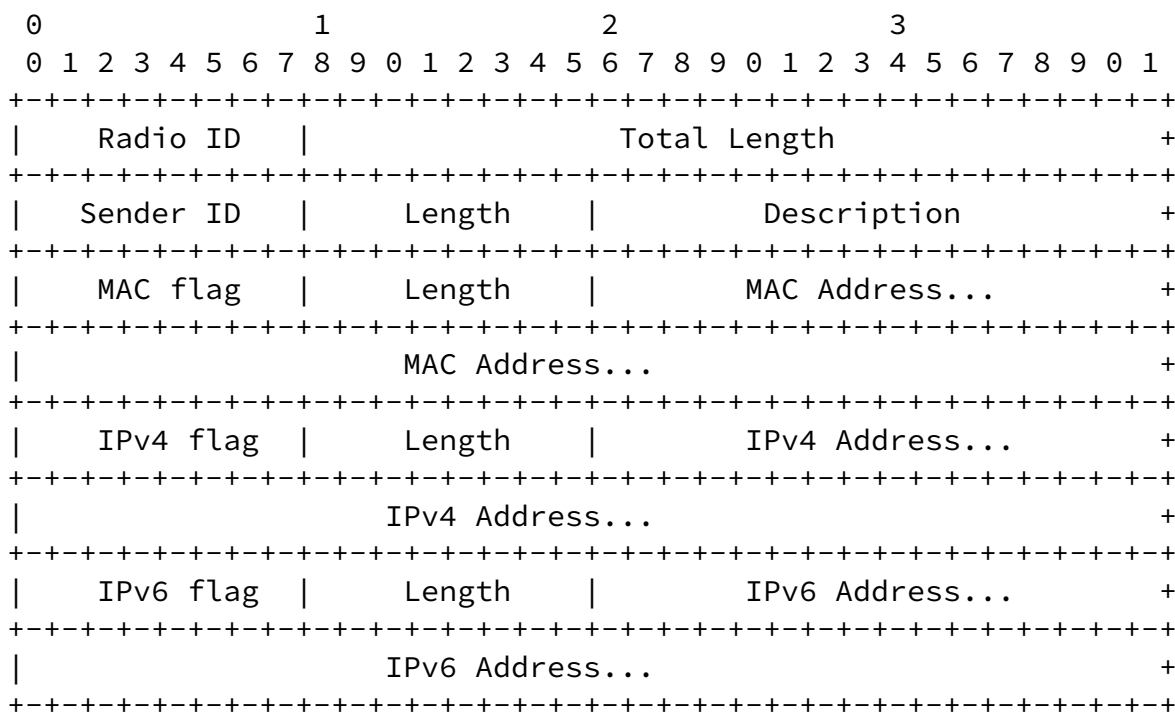 0                   1                   2                   3
0 1 2 3 4 5 6 7 8 9 0 1 2 3 4 5 6 7 8 9 0 1 2 3 4 5 6 7 8 9 0 1
+-+-+-+-+-+-+-+-+-+-+-+-+-+-+-+-+-+-+-+-+-+-+-+-+-+-+-+-+-+-+-+-+
|    Radio ID   |                 Total Length                  +
+-+-+-+-+-+-+-+-+-+-+-+-+-+-+-+-+-+-+-+-+-+-+-+-+-+-+-+-+-+-+-+-+
|   Sender ID   |     Length    |         Description           +
+-+-+-+-+-+-+-+-+-+-+-+-+-+-+-+-+-+-+-+-+-+-+-+-+-+-+-+-+-+-+-+-+
|    MAC flag   |     Length    |        MAC Address...         +
+-+-+-+-+-+-+-+-+-+-+-+-+-+-+-+-+-+-+-+-+-+-+-+-+-+-+-+-+-+-+-+-+
|                     MAC Address...                            +
+-+-+-+-+-+-+-+-+-+-+-+-+-+-+-+-+-+-+-+-+-+-+-+-+-+-+-+-+-+-+-+-+
|    IPv4 flag  |     Length    |        IPv4 Address...        +
+-+-+-+-+-+-+-+-+-+-+-+-+-+-+-+-+-+-+-+-+-+-+-+-+-+-+-+-+-+-+-+-+
|                    IPv4 Address...                            +
+-+-+-+-+-+-+-+-+-+-+-+-+-+-+-+-+-+-+-+-+-+-+-+-+-+-+-+-+-+-+-+-+
|    IPv6 flag  |     Length    |        IPv6 Address...        +
+-+-+-+-+-+-+-+-+-+-+-+-+-+-+-+-+-+-+-+-+-+-+-+-+-+-+-+-+-+-+-+-+
|                    IPv6 Address...                            +
+-+-+-+-+-+-+-+-+-+-+-+-+-+-+-+-+-+-+-+-+-+-+-+-+-+-+-+-+-+-+-+-+